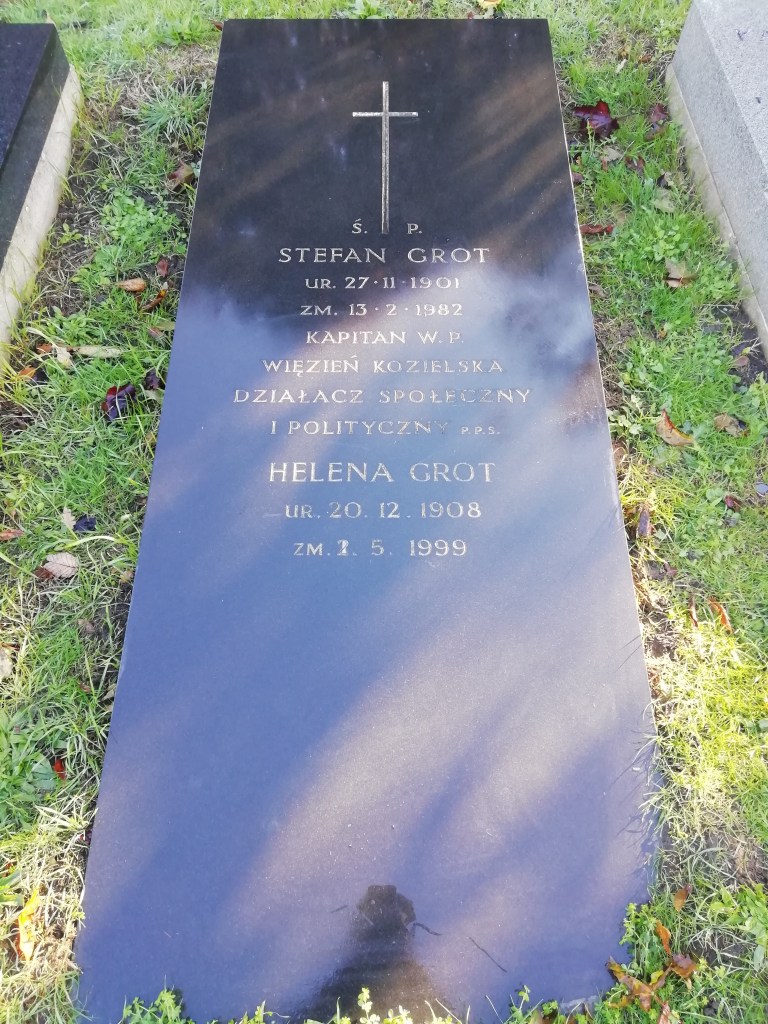 Ś. P.
STEFAN GROT
UR. 27·11·1901
ZM. 13·2·1982
KAPITAN W.P.
WIĘZIEŃ KOZIELSKA
DZIAŁACZ SPOŁECZNY
I POLITYCZNY P.P.S.
HELENA GROT
UR. 20. 12. 1908
ZM. 5. 1999